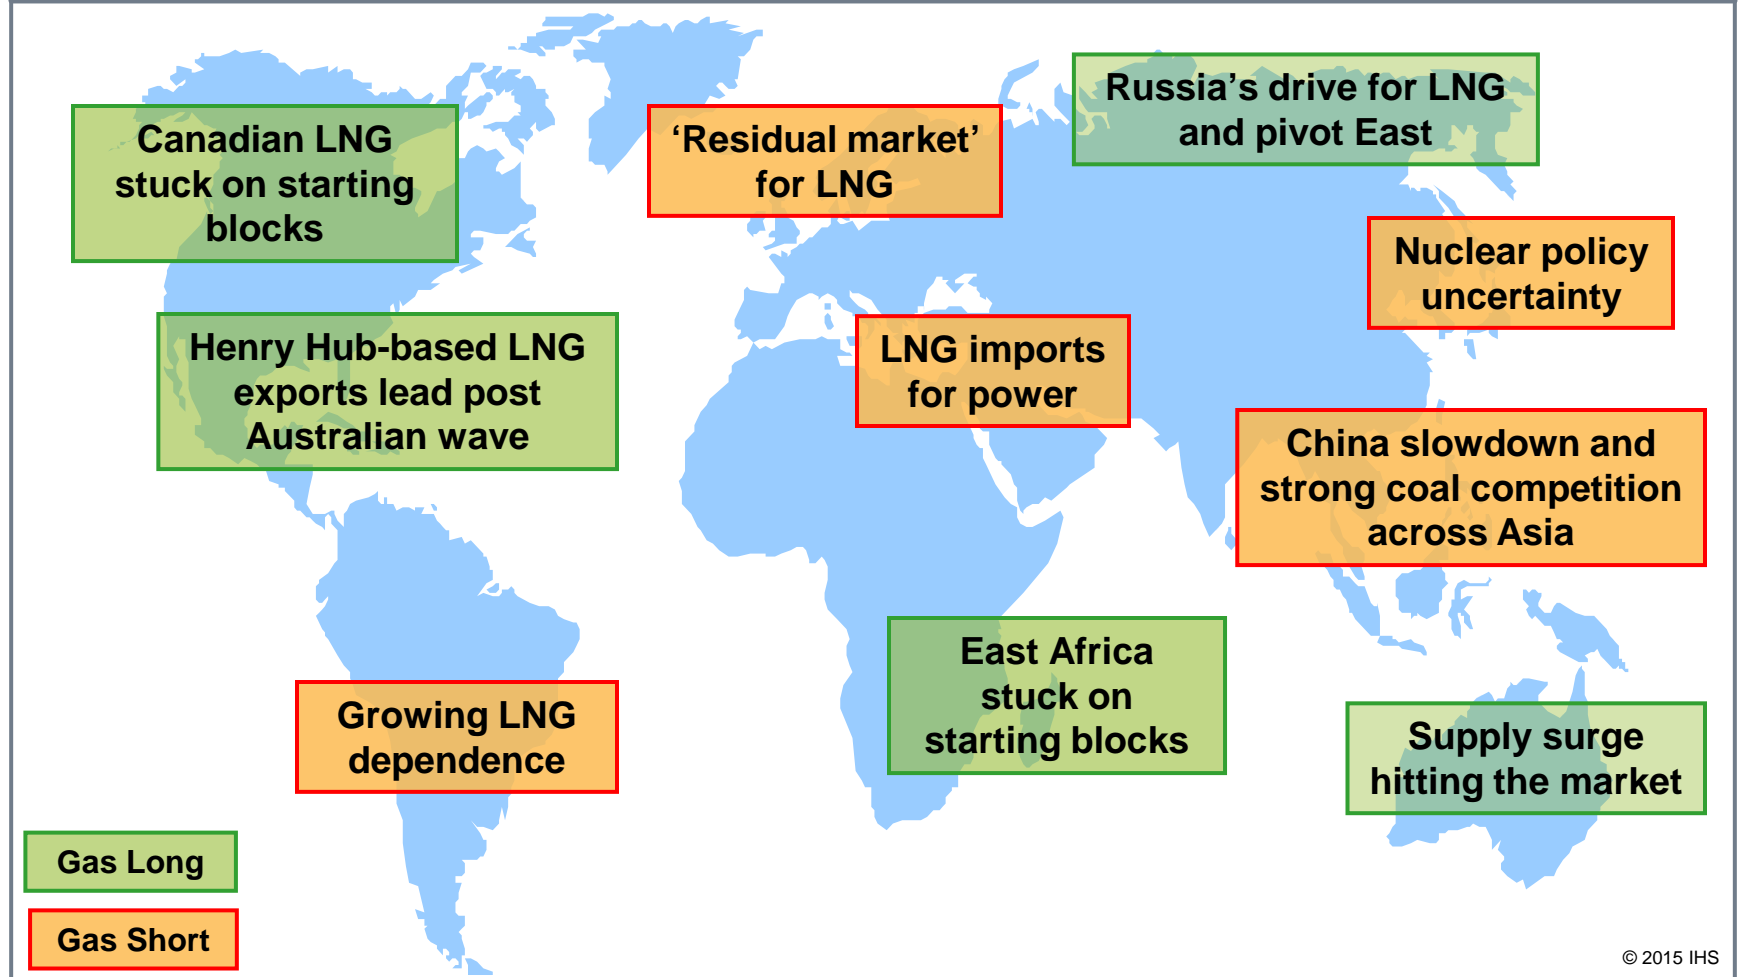 Canadian LNG
stuck on starting
blocks
‘Residual market’
for LNG
Russia’s drive for LNG
and pivot East
Nuclear policy
uncertainty
Henry Hub-based LNG
exports lead post
Australian wave
LNG imports
for power
China slowdown and
strong coal competition
across Asia
East Africa
stuck on
starting blocks
Growing LNG
dependence
Supply surge
hitting the market
Gas Long
Gas Short
© 2015 IHS